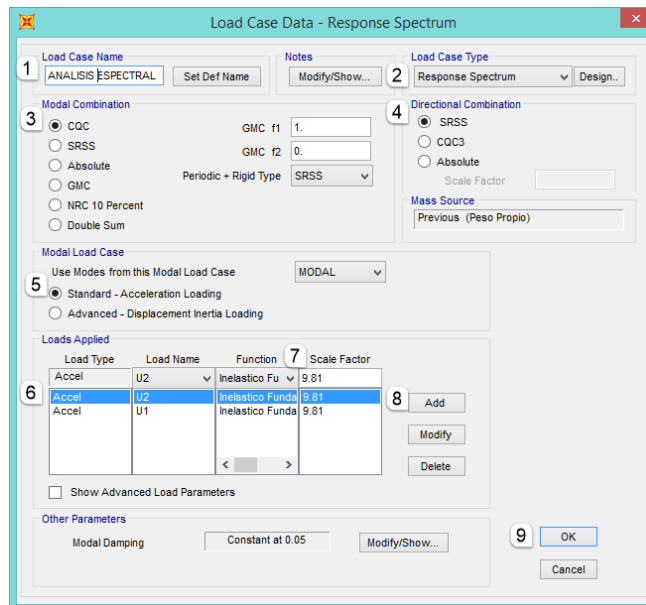 Load Case Data - Response Spectrum
Load Case Name
Notes
Load Case Type
1
ANALISIS ESPECTRAL
Set Def Name
Modify/Show...
2
Response Spectrum
Design..
Modal Combination
Directional Combination
3
CQC
GMC f1
1.
4
SRSS
SRSS
GMC f2
0.
CQC3
Absolute
Periodic + Rigid Type
SRSS
Absolute
GMC
Scale Factor
NRC 10 Percent
Mass Source
Double Sum
Previous (Peso Propio)
Modal Load Case
Use Modes from this Modal Load Case
MODAL
5
Standard - Acceleration Loading
Advanced - Displacement Inertia Loading
Loads Applied
Load Type
Load Name
Function
7
Scale Factor
Accel
U2
Inelastico Fu
9.81
6
Accel
U2
Inelastico Funda
9.81
8
Add
Accel
U1
Inelastico Funda
9.81
Modify
Delete
Show Advanced Load Parameters
Other Parameters
Modal Damping
Constant at 0.05
Modify/Show...
9
OK
Cancel